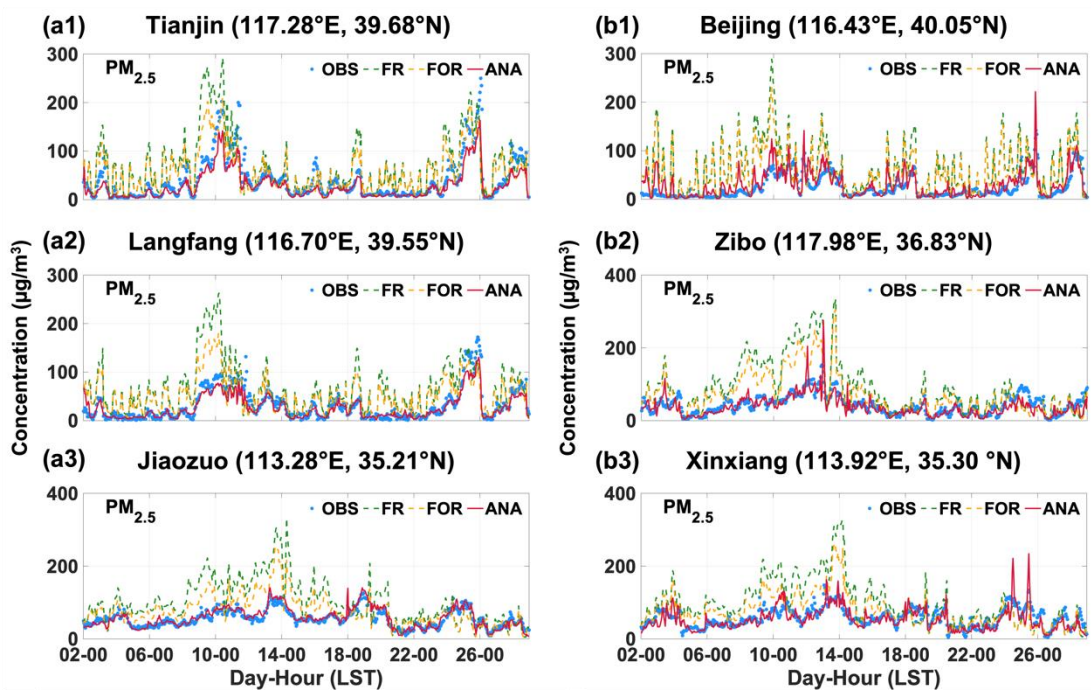 (a1) Tianjin (117.28°E, 39.68°N)
PM2.5 OBS FR FOR ANA
300
200
100
0
(b1) Beijing (116.43°E, 40.05°N)
PM2.5 OBS FR FOR ANA
300
200
100
0
(a2) Langfang (116.70°E, 39.55°N)
PM2.5 OBS FR FOR ANA
300
200
100
0
Concentration (μg/m³)
(b2) Zibo (117.98°E, 36.83°N)
PM2.5 OBS FR FOR ANA
400
200
0
Concentration (μg/m³)
(a3) Jiaozuo (113.28°E, 35.21°N)
PM2.5 OBS FR FOR ANA
400
200
0
02-00 06-00 10-00 14-00 18-00 22-00 26-00
Day-Hour (LST)
(b3) Xinxiang (113.92°E, 35.30 °N)
PM2.5 OBS FR FOR ANA
400
200
0
02-00 06-00 10-00 14-00 18-00 22-00 26-00
Day-Hour (LST)